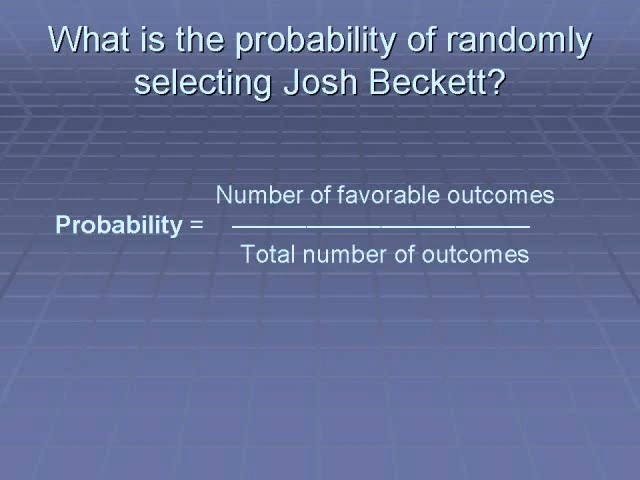 What is the probability of randomly
selecting Josh Beckett?
Number of favorable outcomes
Probability =
Total number of outcomes